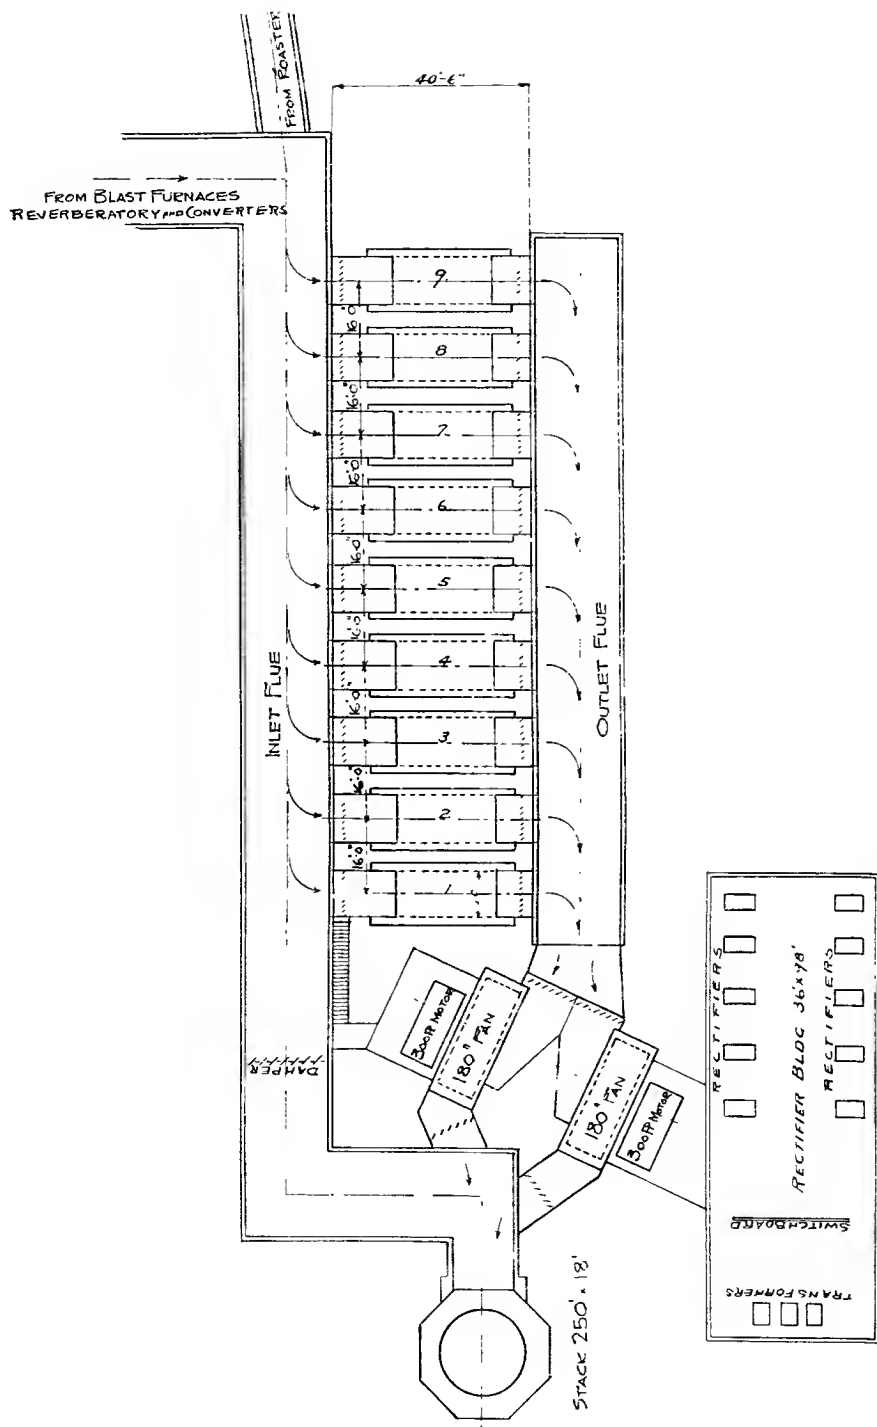 FROM ROASTER
40'-6"
FROM BLAST FURNACES
REVERBERATORY AND CONVERTERS
9
16'0"
8
16'0"
7
16'0"
6
16'0"
5
16'0"
4
16'0"
3
16'0"
2
16'0"
1
INLET FLUE
OUTLET FLUE
DAMPER
300 HP MOTOR
180" FAN
180" FAN
300 HP MOTOR
RECTIFIERS
RECTIFIERS
RECTIFIER BLDG 36'x98'
SWITCHBOARD
TRANSFORMERS
STACK 250'x18'